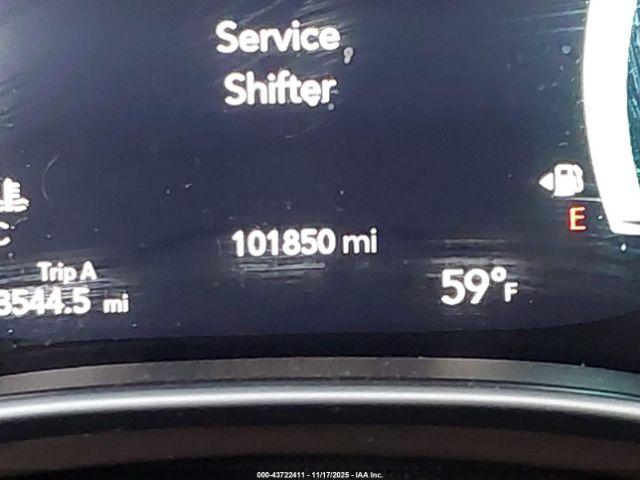 Service
Shifter
C
E
101850 mi
Trip A
3544.5 mi
59°F
000-43722411 - 11/17/2025 - IAA Inc.